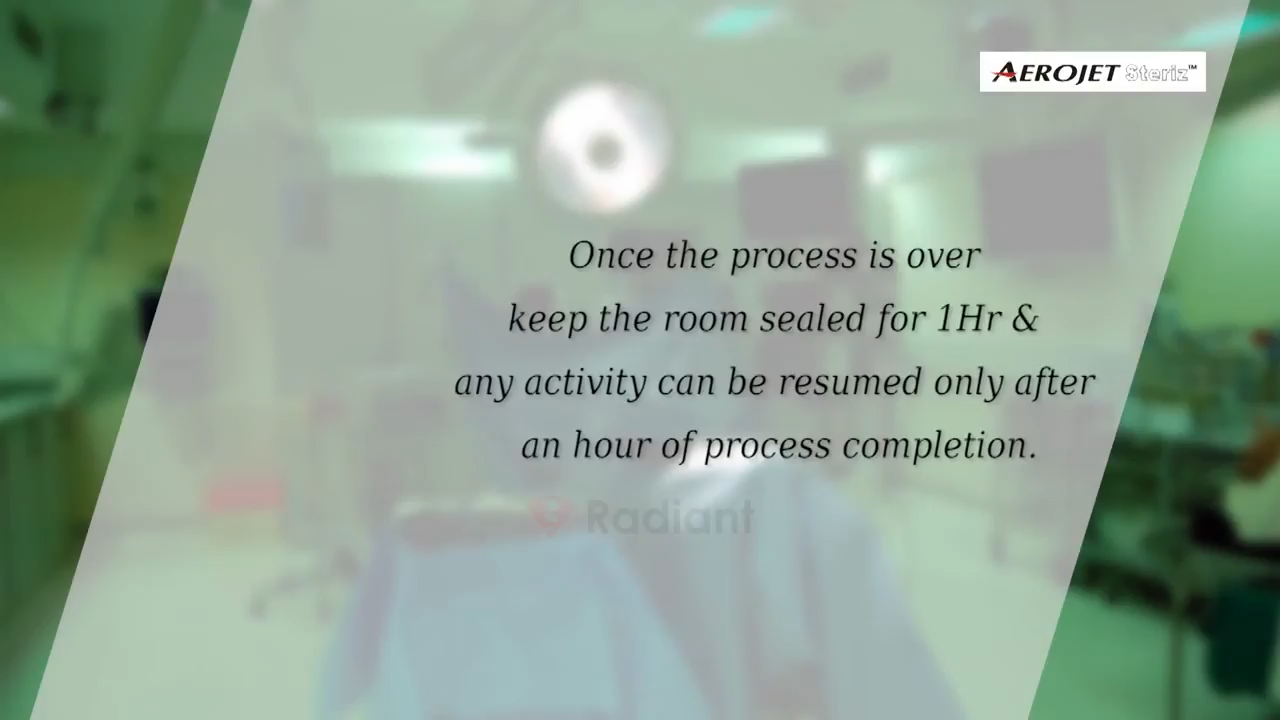 AEROJET Steriz™
Once the process is over
keep the room sealed for 1Hr &
any activity can be resumed only after
an hour of process completion.
Radiant